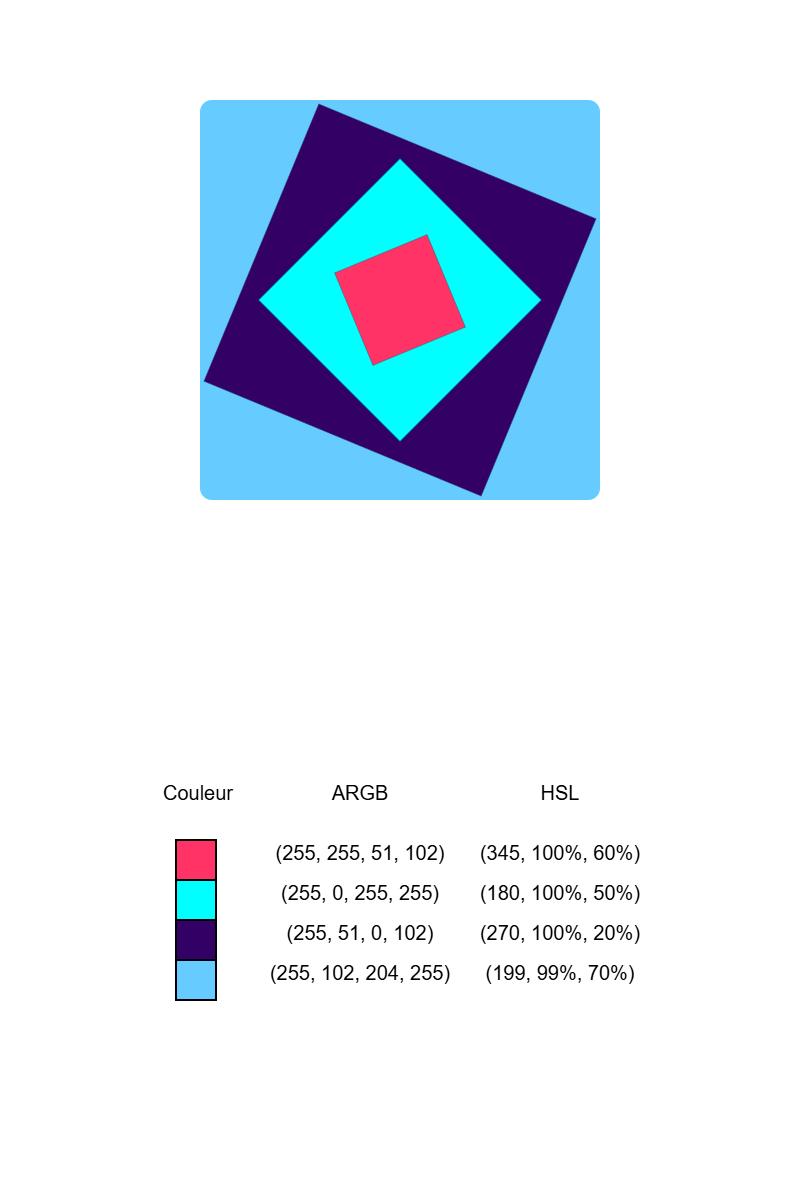 Couleur ARGB HSL
(255, 255, 51, 102) (345, 100%, 60%)
(255, 0, 255, 255) (180, 100%, 50%)
(255, 51, 0, 102) (270, 100%, 20%)
(255, 102, 204, 255) (199, 99%, 70%)